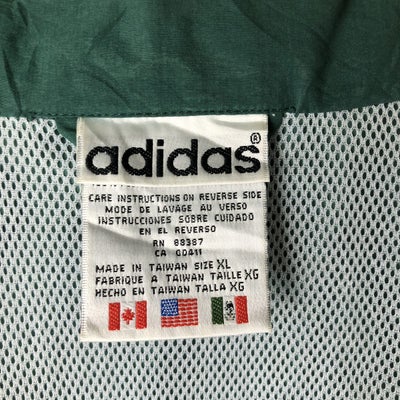 adidas®
CARE INSTRUCTIONS ON REVERSE SIDE
MODE DE LAVAGE AU VERSO
INSTRUCCIONES SOBRE CUIDADO
EN EL REVERSO
RN 88387
CA 00411
MADE IN TAIWAN SIZE XL
FABRIQUE A TAIWAN TAILLE XG
HECHO EN TAIWAN TALLA XG